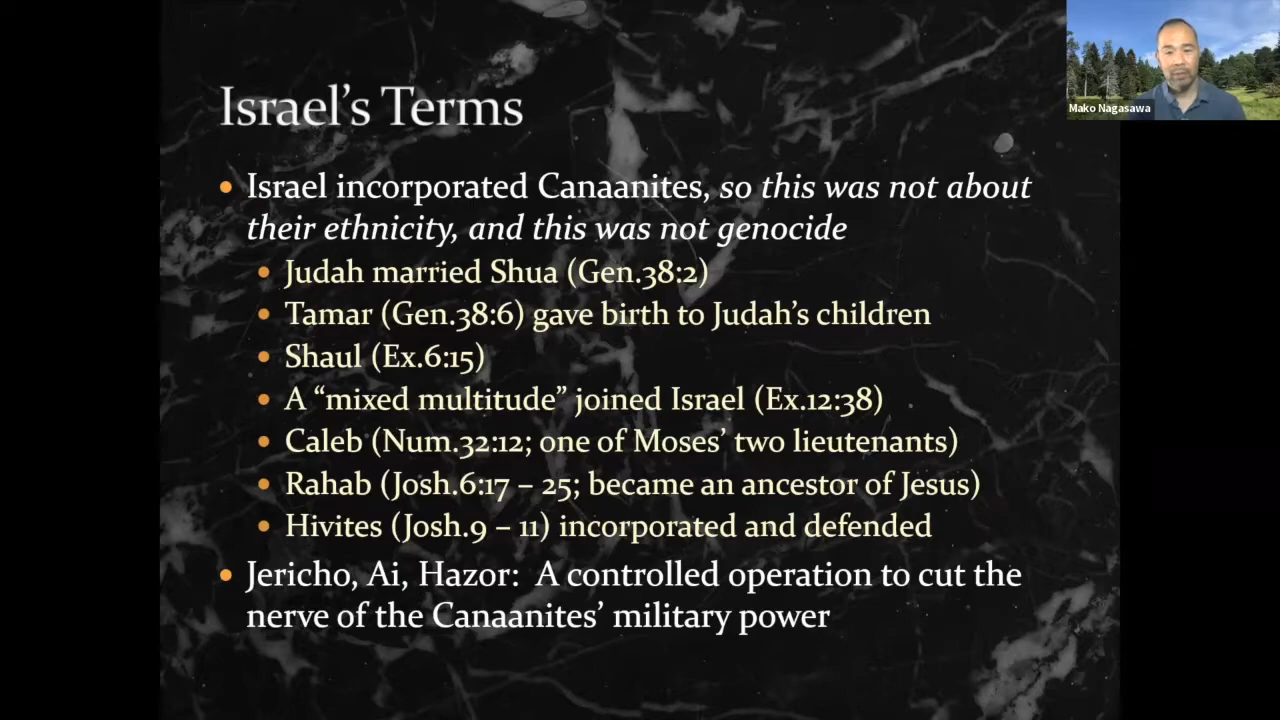 Mako Nagasawa
Israel's Terms
• Israel incorporated Canaanites, so this was not about
their ethnicity, and this was not genocide
• Judah married Shua (Gen.38:2)
• Tamar (Gen.38:6) gave birth to Judah's children
• Shaul (Ex.6:15)
• A “mixed multitude” joined Israel (Ex.12:38)
• Caleb (Num.32:12; one of Moses' two lieutenants)
• Rahab (Josh.6:17 – 25; became an ancestor of Jesus)
• Hivites (Josh.9 – 11) incorporated and defended
• Jericho, Ai, Hazor:  A controlled operation to cut the
nerve of the Canaanites' military power